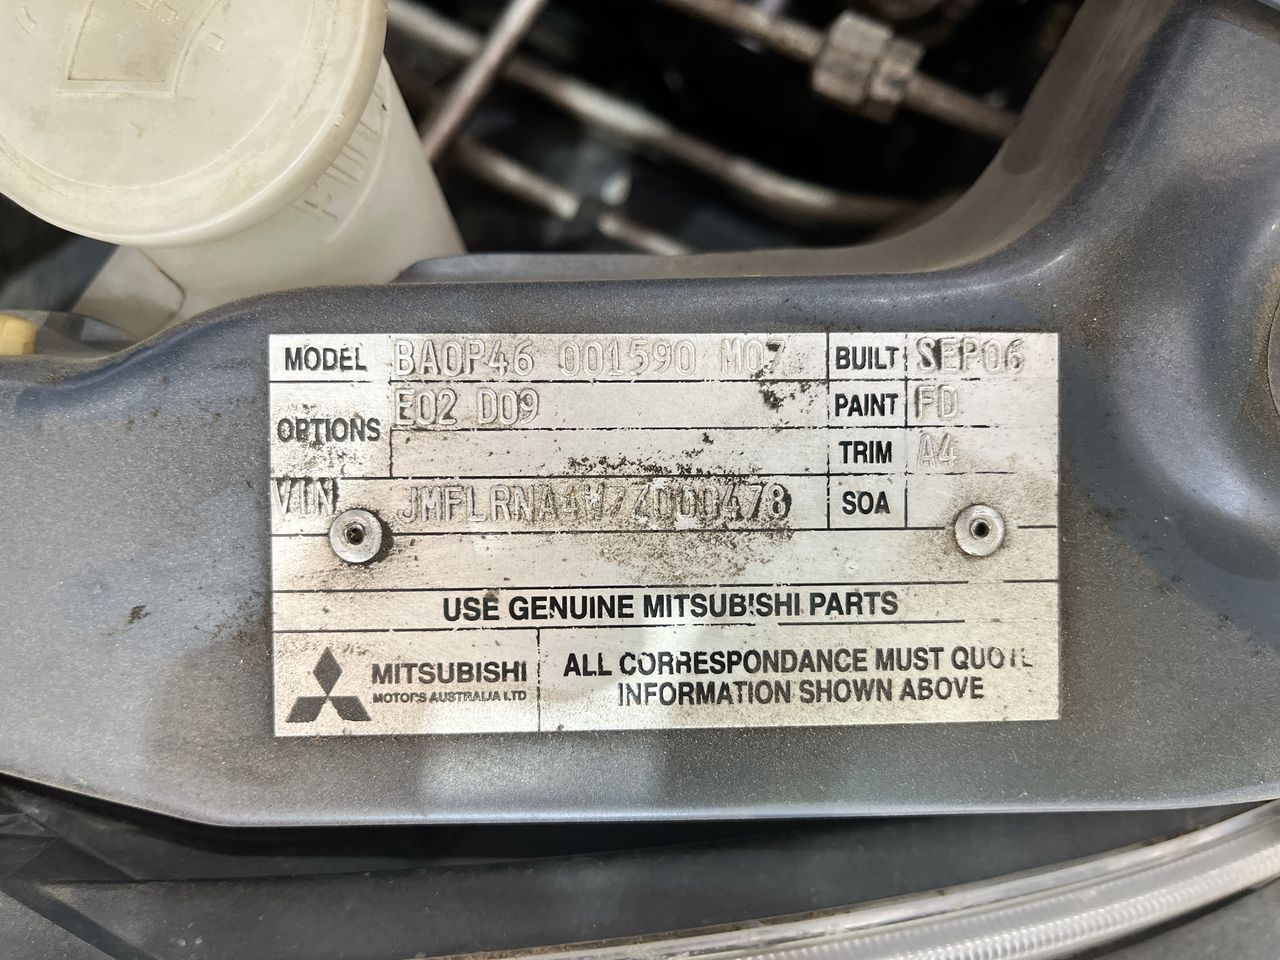 MODEL BA0P46 001590 M07 BUILT SEP06
OPTIONS E02 D09 PAINT FD
TRIM A4
VIN JMFLRNA4W7Z000478 SOA
USE GENUINE MITSUBISHI PARTS
MITSUBISHI
MOTORS AUSTRALIA LTD
ALL CORRESPONDANCE MUST QUOTE
INFORMATION SHOWN ABOVE